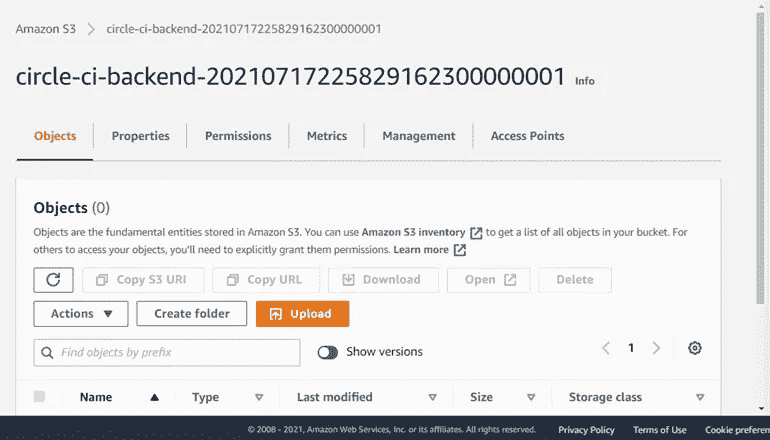 Amazon S3 > circle-ci-backend-20210717225829162300000001
circle-ci-backend-20210717225829162300000001 Info
Objects Properties Permissions Metrics Management Access Points
Objects (0)
Objects are the fundamental entities stored in Amazon S3. You can use Amazon S3 inventory to get a list of all objects in your bucket. For
others to access your objects, you'll need to explicitly grant them permissions. Learn more
Copy S3 URI Copy URL Download Open Delete
Actions Create folder Upload
Find objects by prefix Show versions 1
Name Type Last modified Size Storage class
© 2008 - 2021, Amazon Web Services, Inc. or its affiliates. All rights reserved. Privacy Policy Terms of Use Cookie preferen